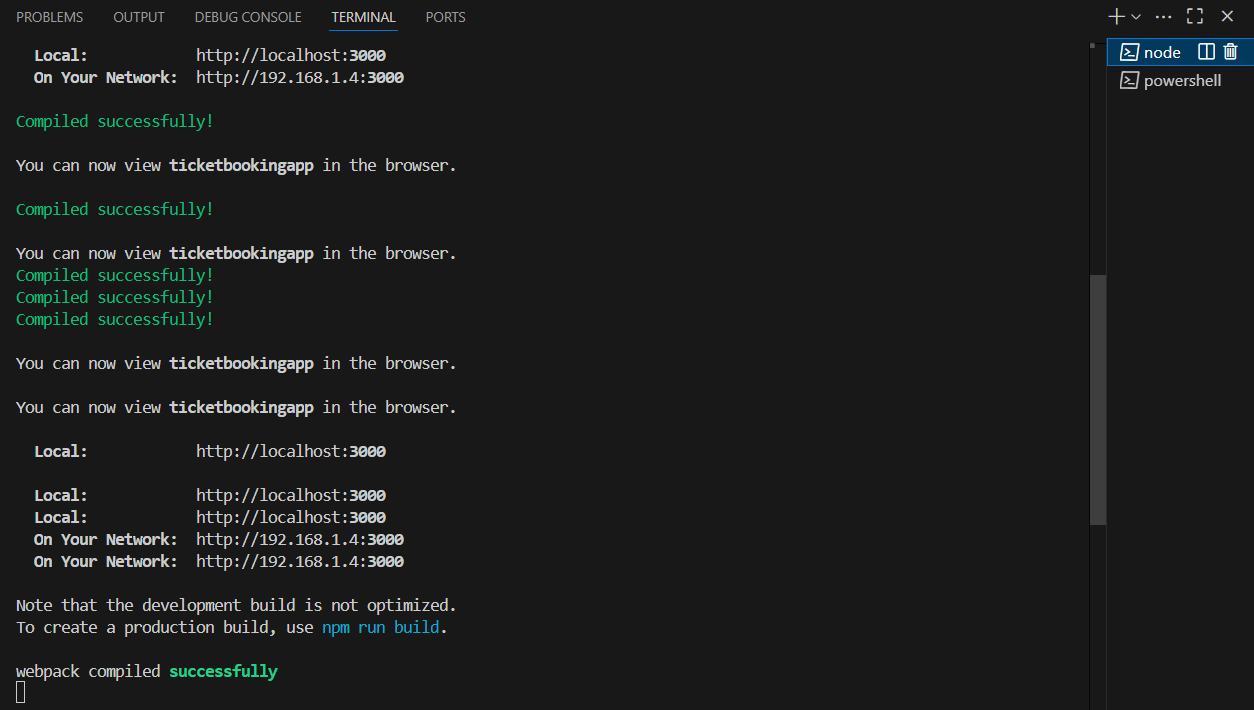 PROBLEMS OUTPUT DEBUG CONSOLE TERMINAL PORTS
node
powershell
Local: http://localhost:3000
On Your Network: http://192.168.1.4:3000
Compiled successfully!
You can now view ticketbookingapp in the browser.
Compiled successfully!
You can now view ticketbookingapp in the browser.
Compiled successfully!
Compiled successfully!
Compiled successfully!
You can now view ticketbookingapp in the browser.
You can now view ticketbookingapp in the browser.
Local: http://localhost:3000
Local: http://localhost:3000
Local: http://localhost:3000
On Your Network: http://192.168.1.4:3000
On Your Network: http://192.168.1.4:3000
Note that the development build is not optimized.
To create a production build, use npm run build.
webpack compiled successfully